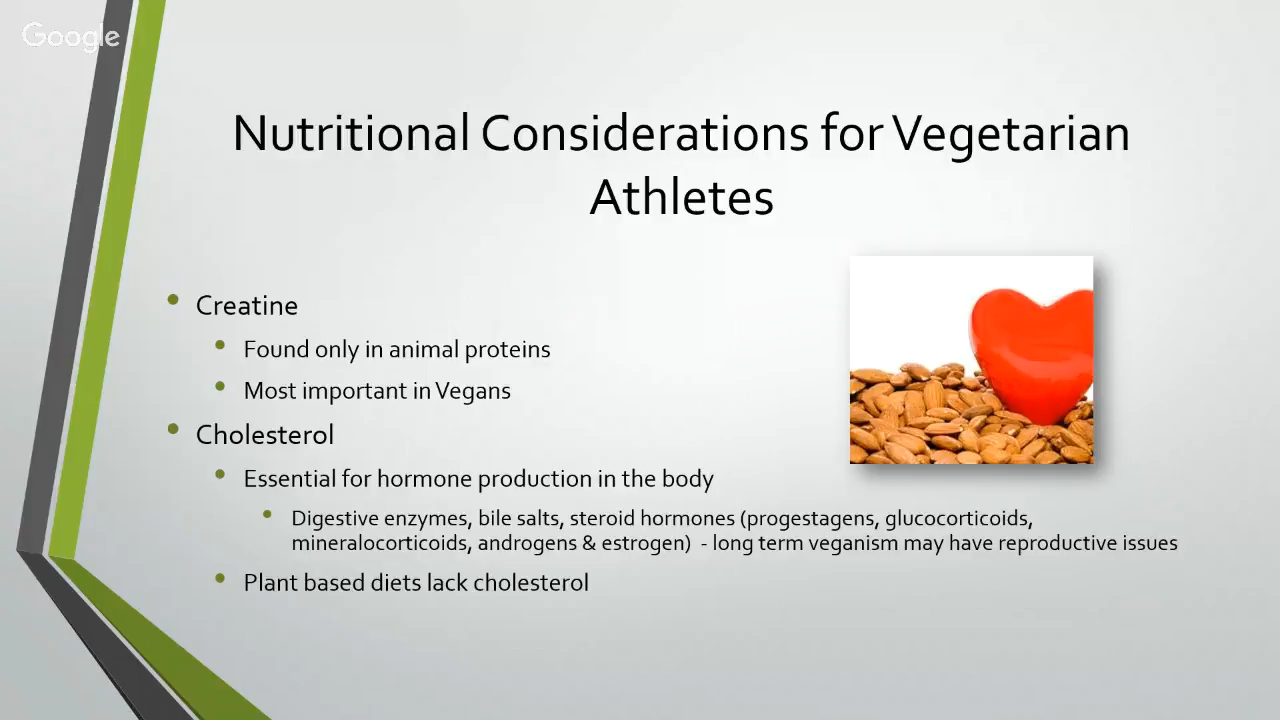 Google
Nutritional Considerations for Vegetarian
Athletes
Creatine
Found only in animal proteins
Most important in Vegans
Cholesterol
Essential for hormone production in the body
Digestive enzymes, bile salts, steroid hormones (progestagens, glucocorticoids,
mineralocorticoids, androgens & estrogen)  - long term veganism may have reproductive issues
Plant based diets lack cholesterol